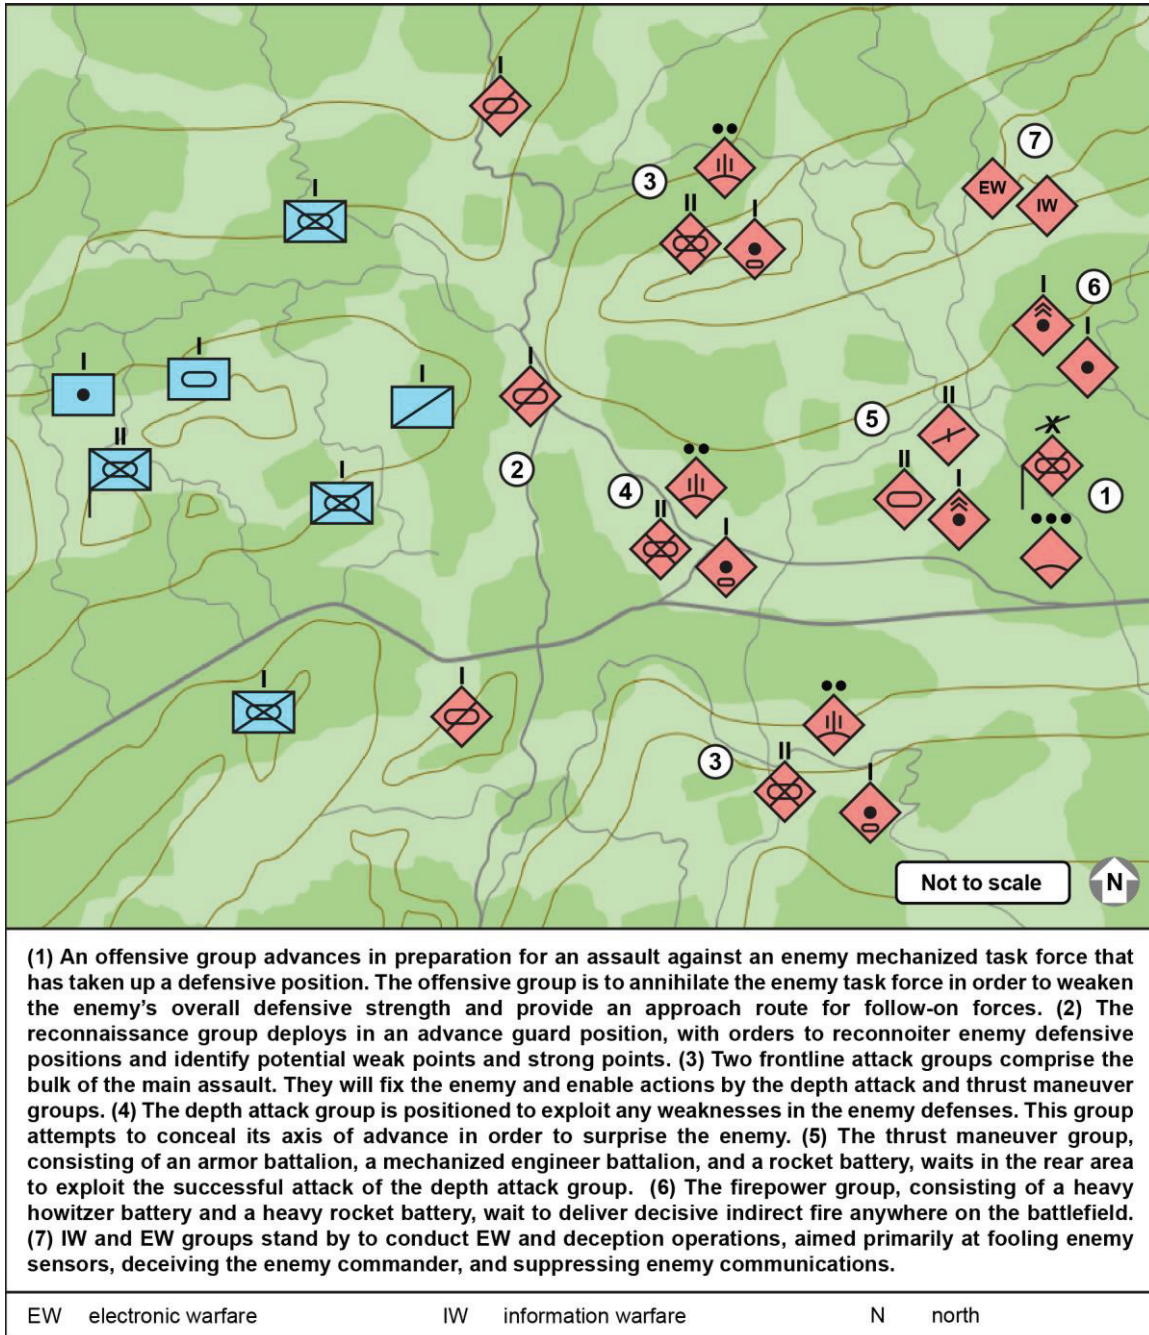 I
3
7
EW
IW
I
II
I
6
I
I
I
I
I
I
5
II
X
II
2
4
II
I
II
I
1
I
I
I
3
II
I
Not to scale
N
(1) An offensive group advances in preparation for an assault against an enemy mechanized task force that
has taken up a defensive position. The offensive group is to annihilate the enemy task force in order to weaken
the enemy’s overall defensive strength and provide an approach route for follow-on forces. (2) The
reconnaissance group deploys in an advance guard position, with orders to reconnoiter enemy defensive
positions and identify potential weak points and strong points. (3) Two frontline attack groups comprise the
bulk of the main assault. They will fix the enemy and enable actions by the depth attack and thrust maneuver
groups. (4) The depth attack group is positioned to exploit any weaknesses in the enemy defenses. This group
attempts to conceal its axis of advance in order to surprise the enemy. (5) The thrust maneuver group,
consisting of an armor battalion, a mechanized engineer battalion, and a rocket battery, waits in the rear area
to exploit the successful attack of the depth attack group. (6) The firepower group, consisting of a heavy
howitzer battery and a heavy rocket battery, wait to deliver decisive indirect fire anywhere on the battlefield.
(7) IW and EW groups stand by to conduct EW and deception operations, aimed primarily at fooling enemy
sensors, deceiving the enemy commander, and suppressing enemy communications.
EW electronic warfare IW information warfare N north